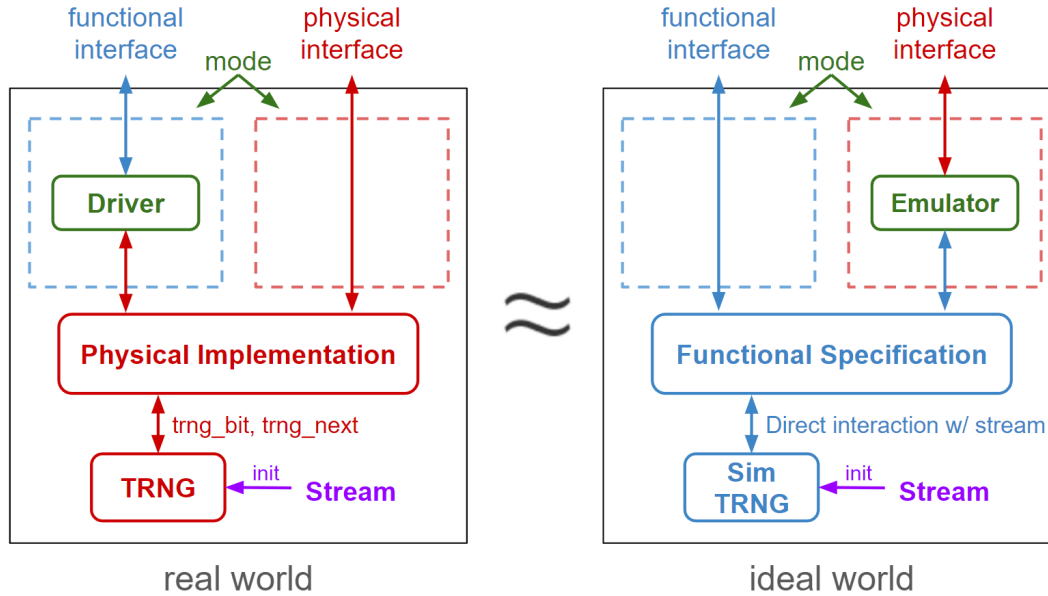 functional
interface
physical
interface
mode
Driver
Physical Implementation
trng_bit, trng_next
TRNG
init
Stream
real world
≈
functional
interface
physical
interface
mode
Emulator
Functional Specification
Direct interaction w/ stream
Sim
TRNG
init
Stream
ideal world